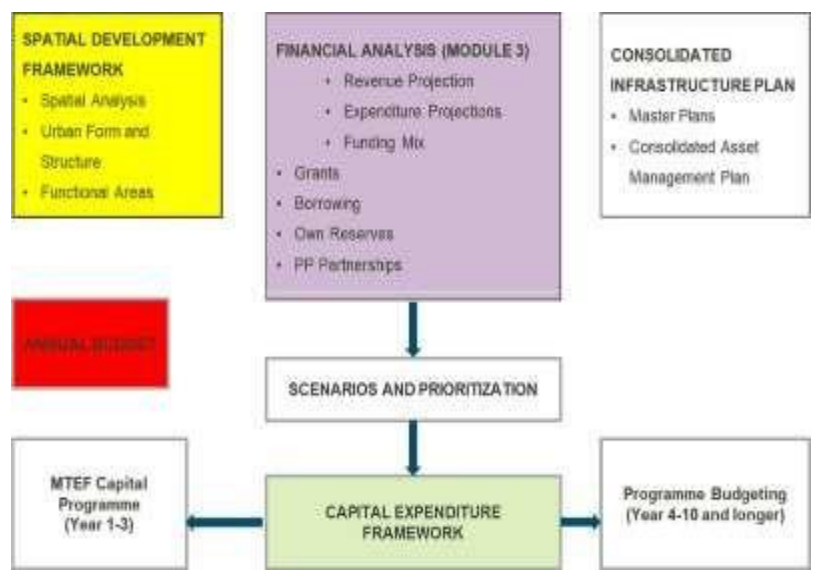 SPATIAL DEVELOPMENT
FRAMEWORK
• Spatial Analysis
• Urban Form and
Structure
• Functional Areas
FINANCIAL ANALYSIS (MODULE 3)
• Revenue Projection
• Expenditure Projections
• Funding Mix
• Grants
• Borrowing
• Own Reserves
• PP Partnerships
CONSOLIDATED
INFRASTRUCTURE PLAN
• Master Plans
• Consolidated Asset
Management Plan
ANNUAL BUDGET
SCENARIOS AND PRIORITIZATION
MTEF Capital
Programme
(Year 1-3)
CAPITAL EXPENDITURE
FRAMEWORK
Programme Budgeting
(Year 4-10 and longer)